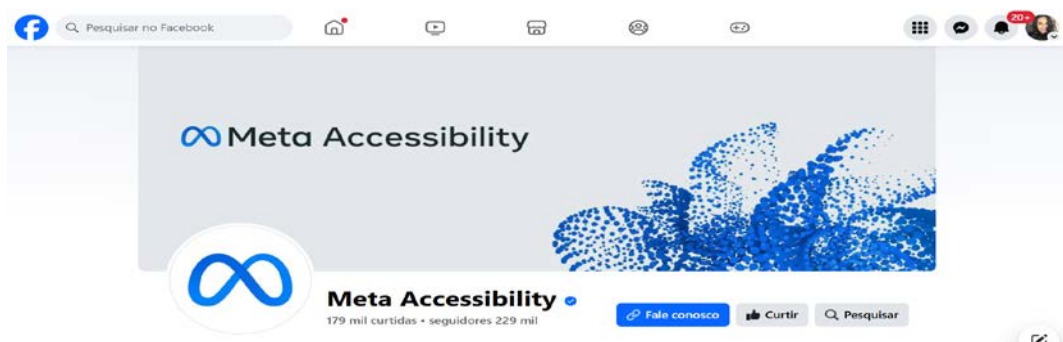 Pesquisar no Facebook
20+
Meta Accessibility
Meta Accessibility
179 mil curtidas • seguidores 229 mil
Fale conosco
Curtir
Pesquisar